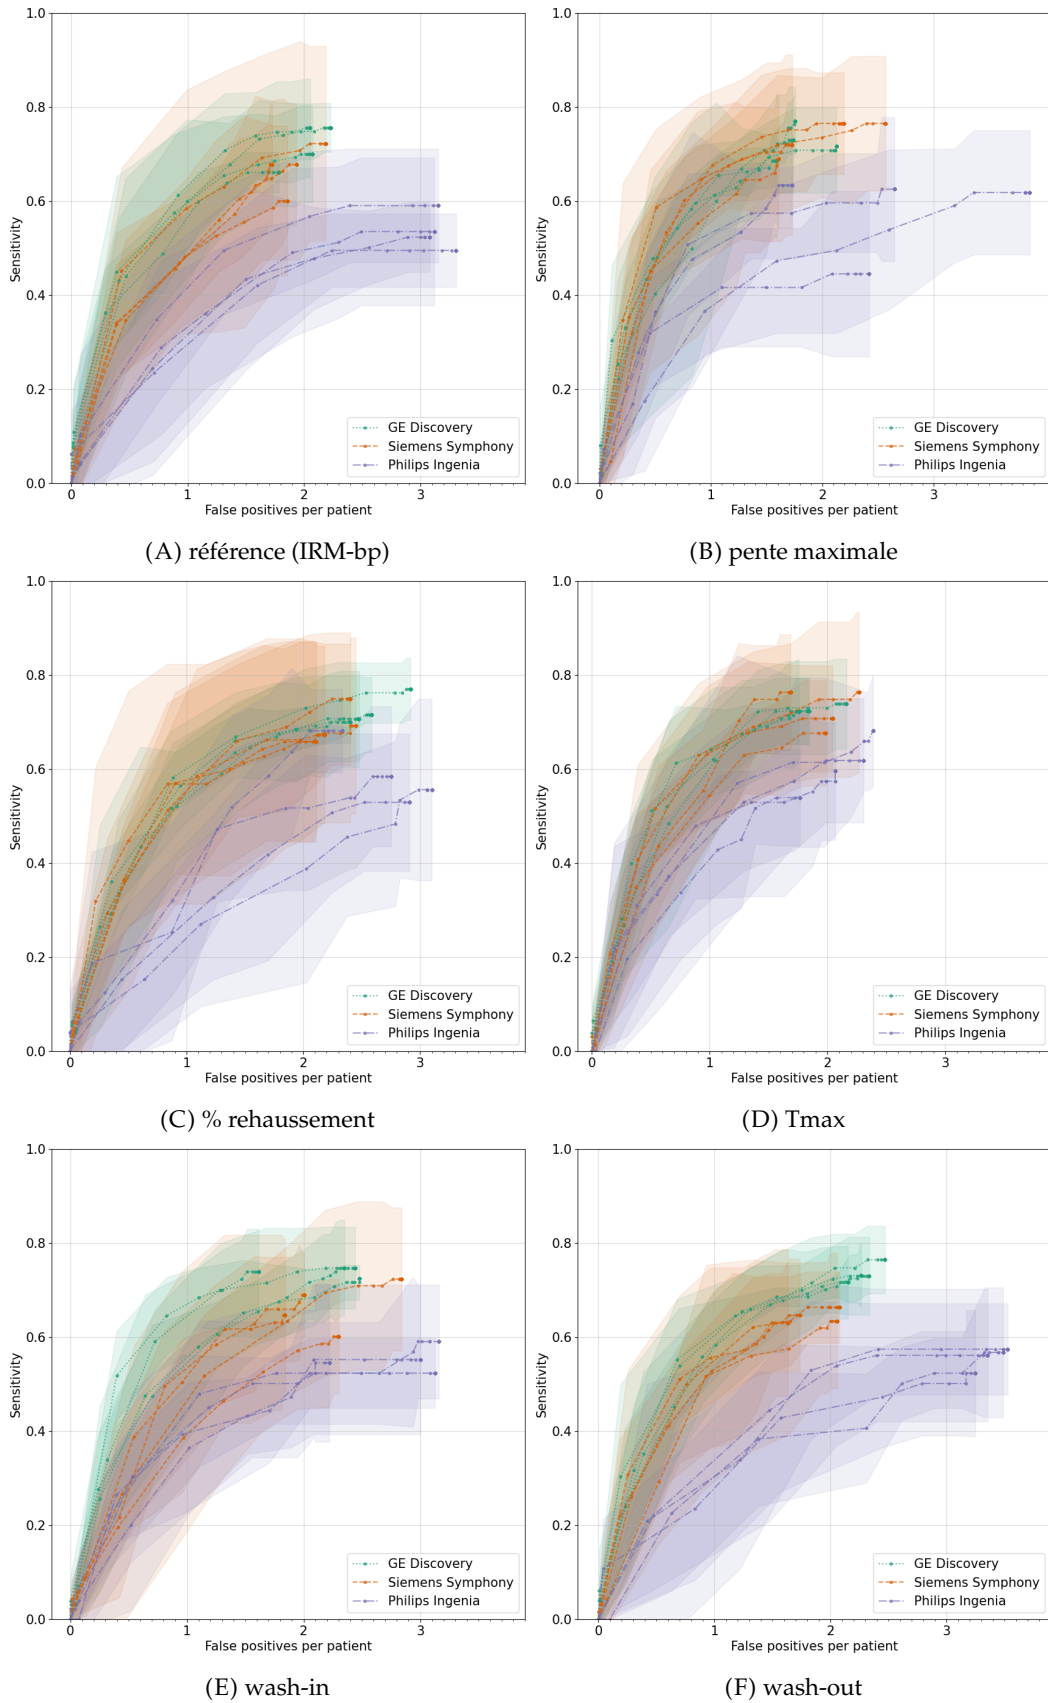 1.0
0.8
0.6
0.4
0.2
0.0
Sensitivity
0 1 2 3
False positives per patient
GE Discovery
Siemens Symphony
Philips Ingenia
(A) référence (IRM-bp)
1.0
0.8
0.6
0.4
0.2
0.0
Sensitivity
0 1 2 3
False positives per patient
GE Discovery
Siemens Symphony
Philips Ingenia
(B) pente maximale
1.0
0.8
0.6
0.4
0.2
0.0
Sensitivity
0 1 2 3
False positives per patient
GE Discovery
Siemens Symphony
Philips Ingenia
(C) % rehaussement
1.0
0.8
0.6
0.4
0.2
0.0
Sensitivity
0 1 2 3
False positives per patient
GE Discovery
Siemens Symphony
Philips Ingenia
(D) Tmax
1.0
0.8
0.6
0.4
0.2
0.0
Sensitivity
0 1 2 3
False positives per patient
GE Discovery
Siemens Symphony
Philips Ingenia
(E) wash-in
1.0
0.8
0.6
0.4
0.2
0.0
Sensitivity
0 1 2 3
False positives per patient
GE Discovery
Siemens Symphony
Philips Ingenia
(F) wash-out